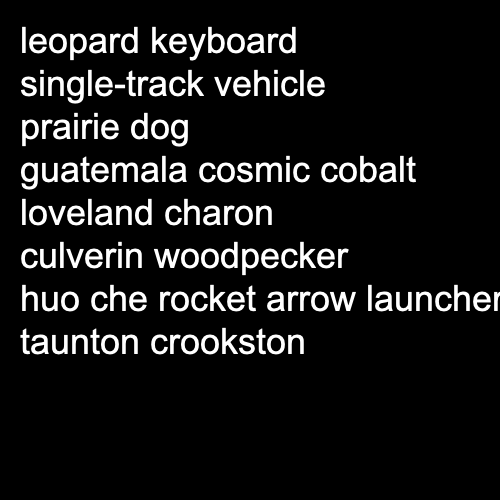 leopard keyboard
single-track vehicle
prairie dog
guatemala cosmic cobalt
loveland charon
culverin woodpecker
huo che rocket arrow launcher
taunton crookston